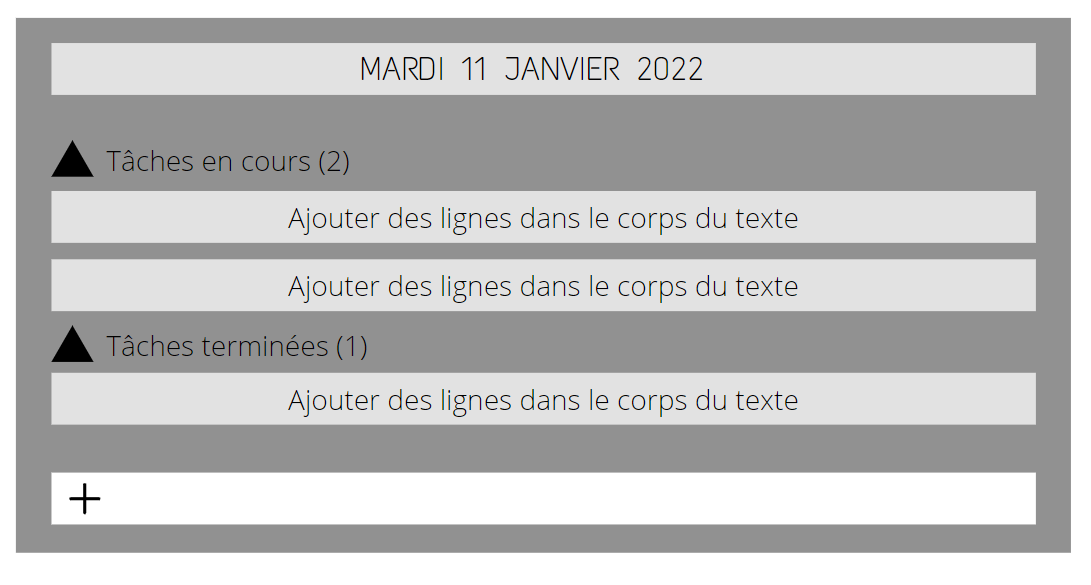 MARDI 11 JANVIER 2022
Tâches en cours (2)
Ajouter des lignes dans le corps du texte
Ajouter des lignes dans le corps du texte
Tâches terminées (1)
Ajouter des lignes dans le corps du texte
+